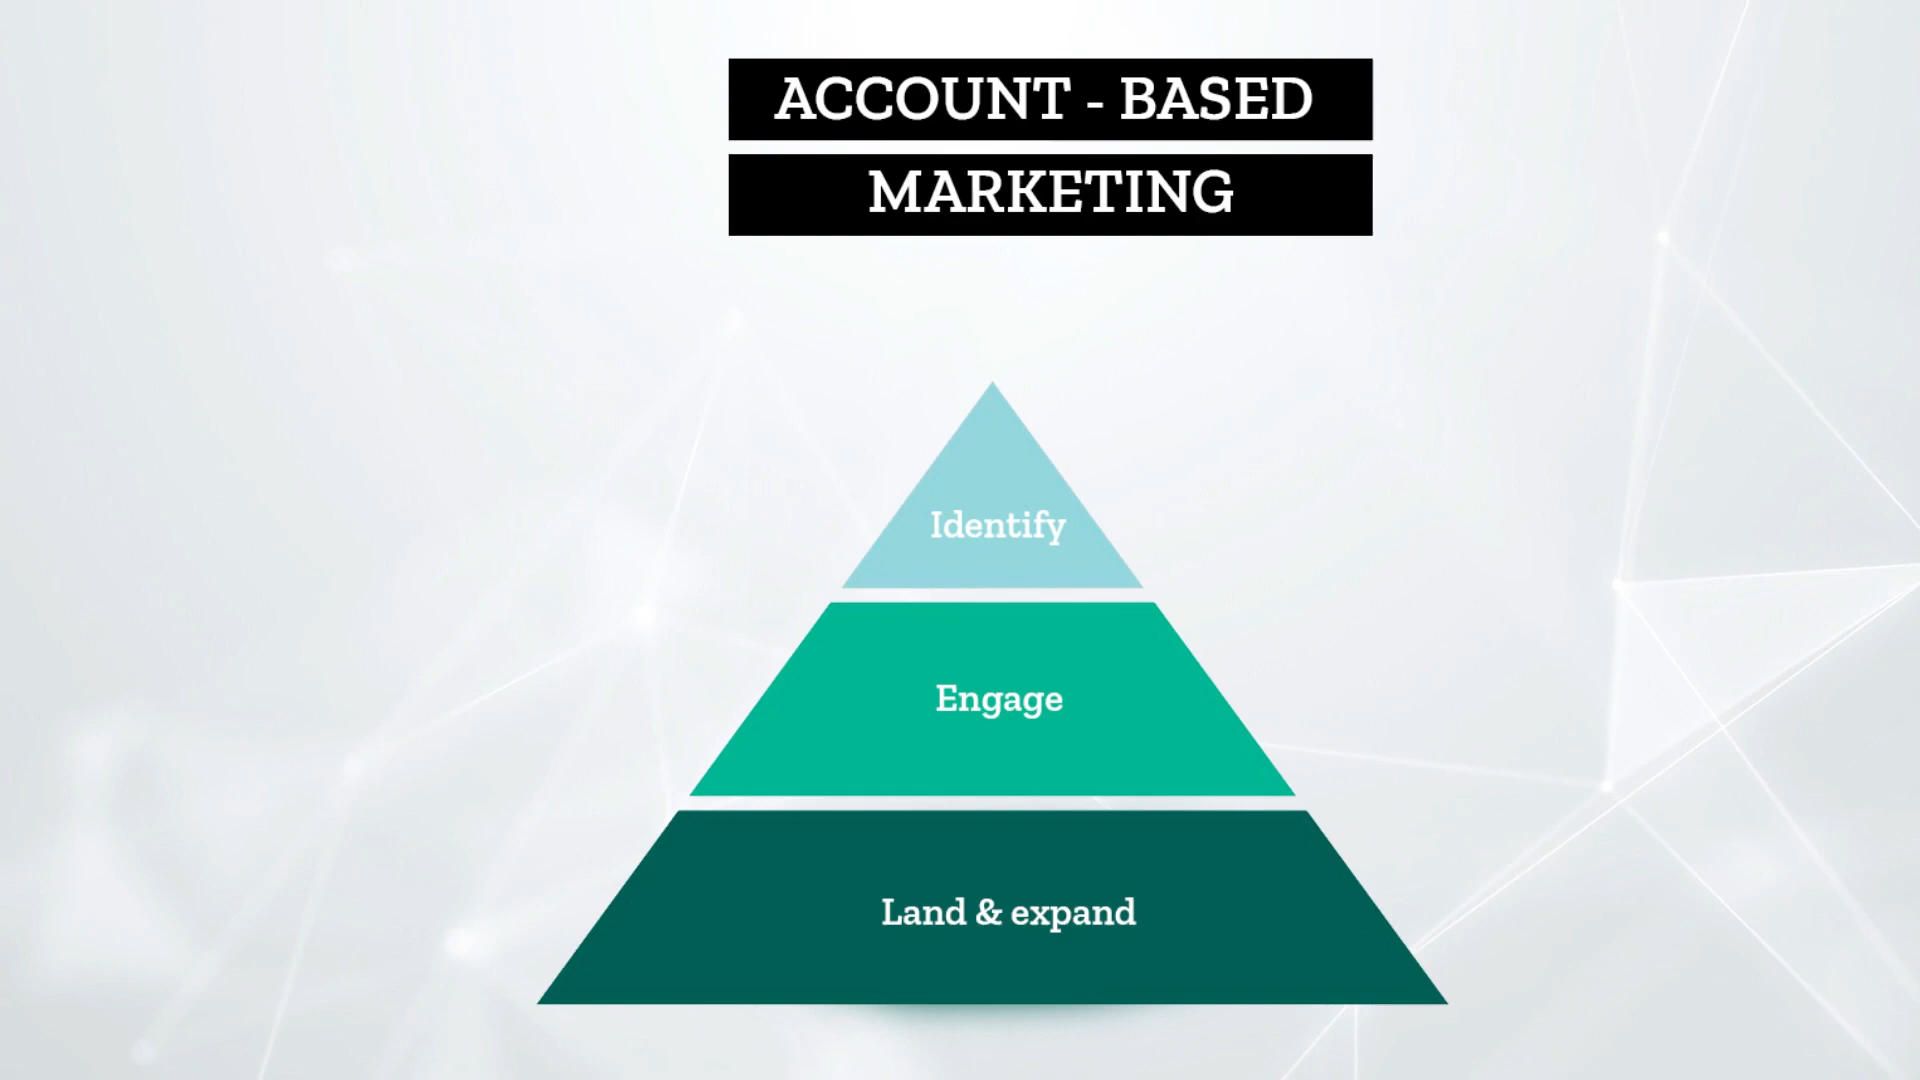 ACCOUNT - BASED
MARKETING
Identify
Engage
Land & expand